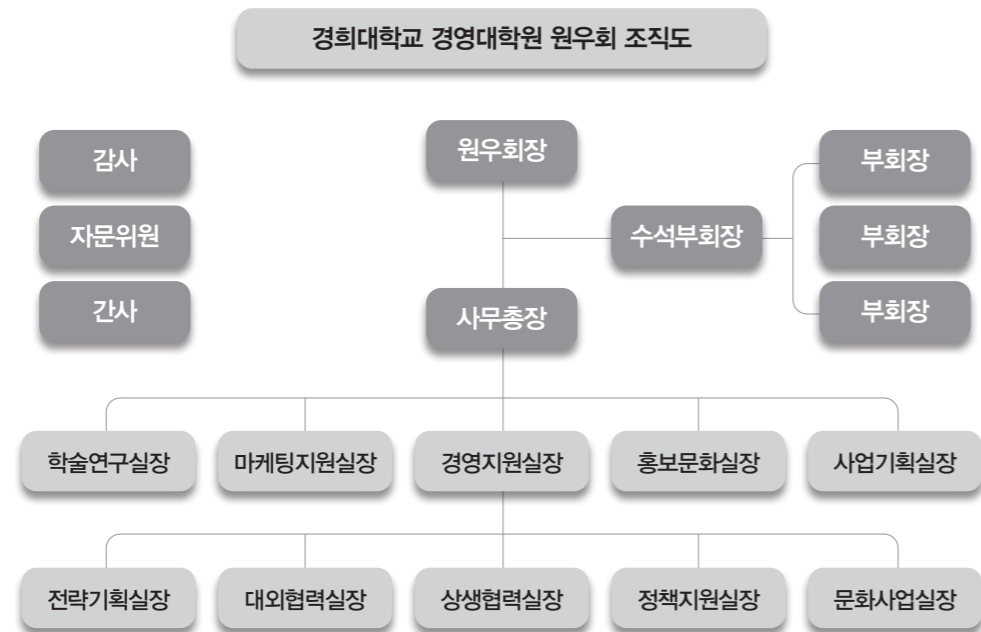 경희대학교 경영대학원 원우회 조직도
감사
원우회장
부회장
자문위원
수석부회장
부회장
간사
사무총장
부회장
학술연구실장
마케팅지원실장
경영지원실장
홍보문화실장
사업기획실장
전략기획실장
대외협력실장
상생협력실장
정책지원실장
문화사업실장